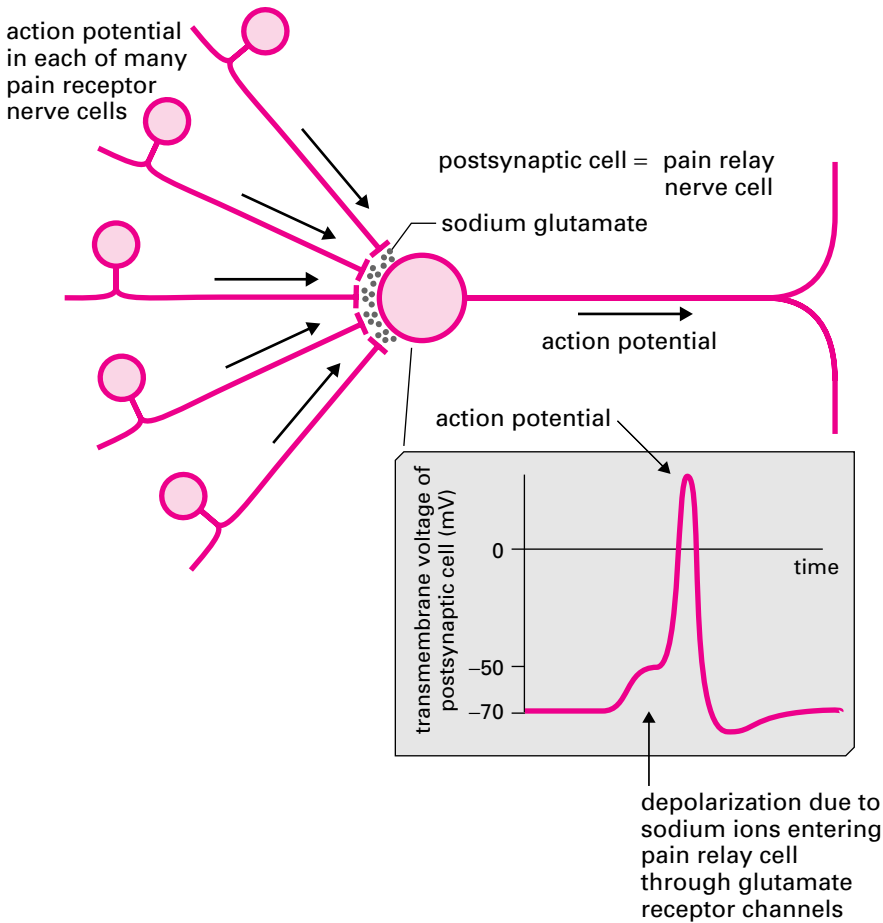 action potential
in each of many
pain receptor
nerve cells
postsynaptic cell = pain relay
nerve cell
sodium glutamate
action potential
action potential
transmembrane voltage of
postsynaptic cell (mV)
0
time
–50
–70
depolarization due to
sodium ions entering
pain relay cell
through glutamate
receptor channels